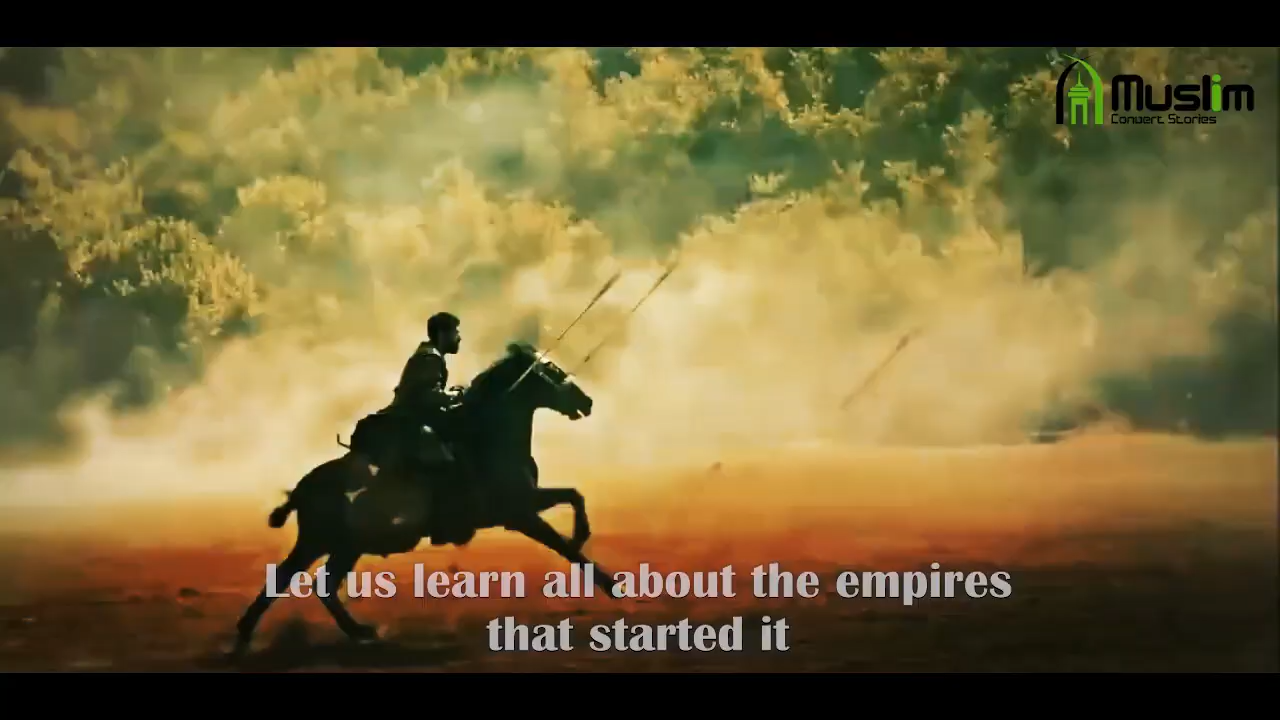 Muslim
Convert Stories
Let us learn all about the empires
that started it